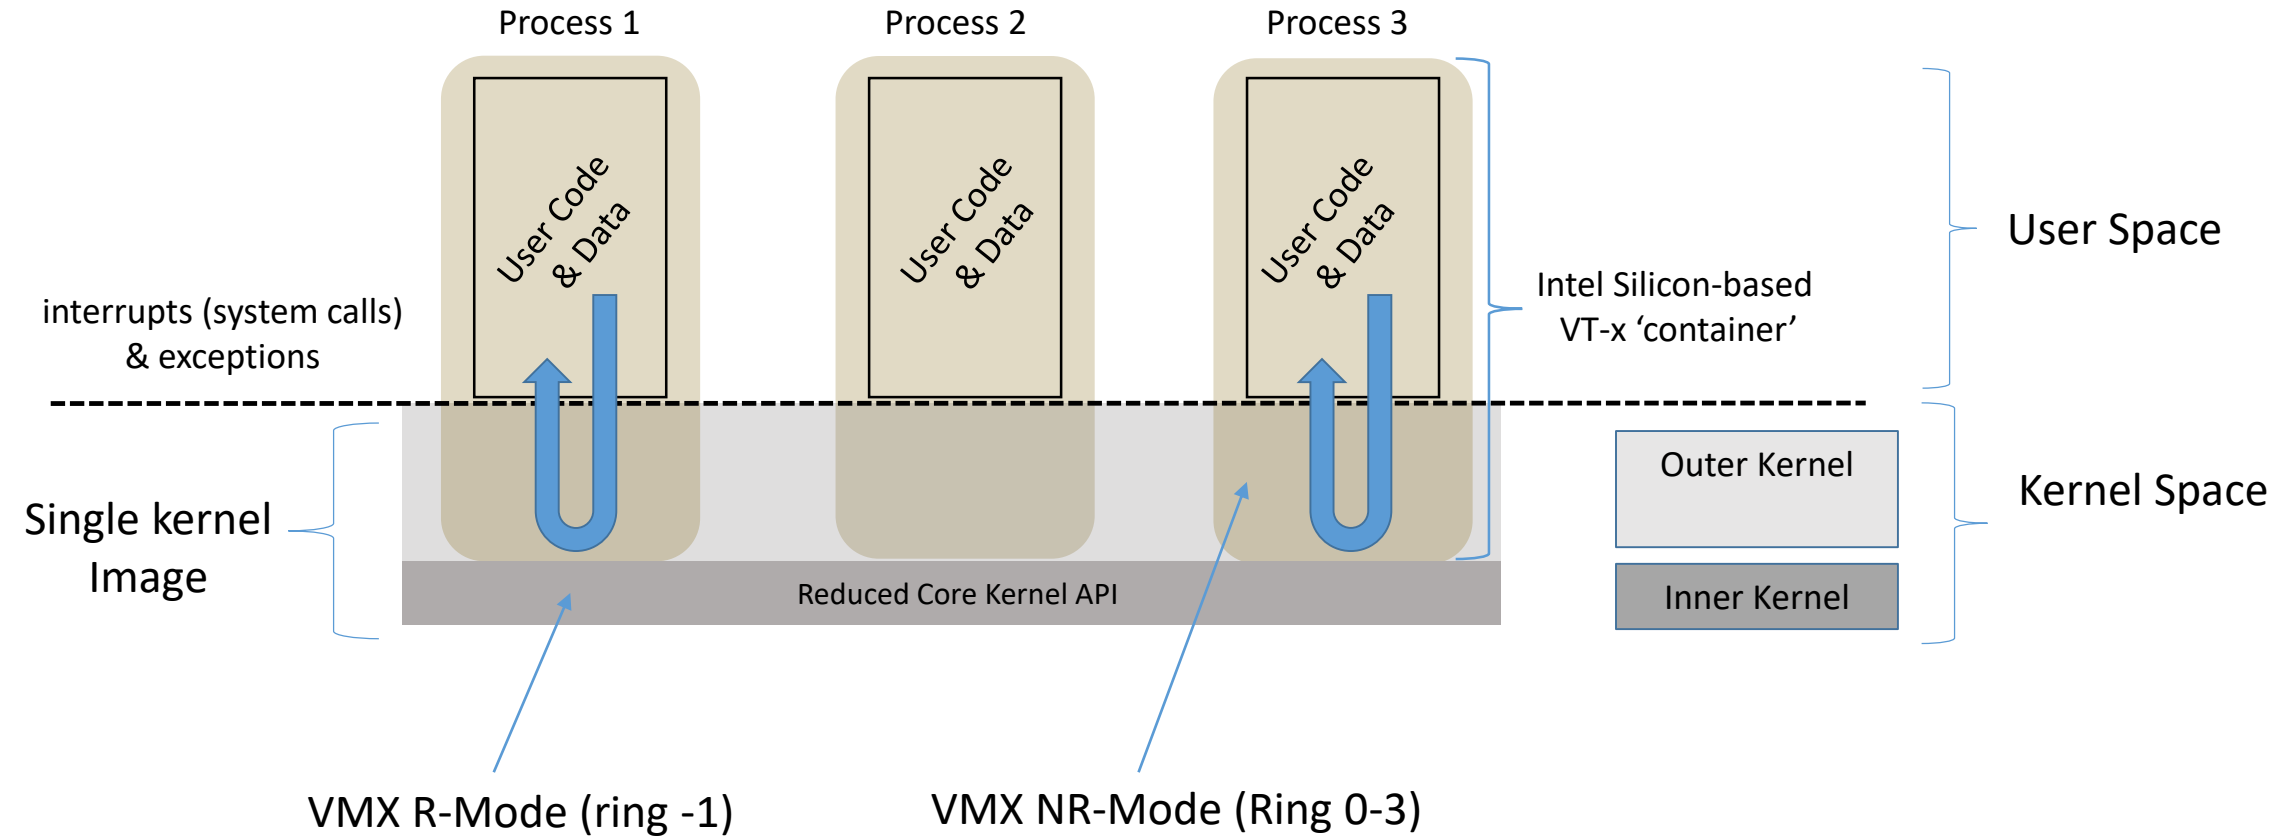 Process 1
Process 2
Process 3
User Code
& Data
User Code
& Data
User Code
& Data
User Space
Intel Silicon-based
VT-x ‘container’
interrupts (system calls)
& exceptions
Outer Kernel
Kernel Space
Single kernel
Image
Reduced Core Kernel API
Inner Kernel
VMX R-Mode (ring -1)
VMX NR-Mode (Ring 0-3)